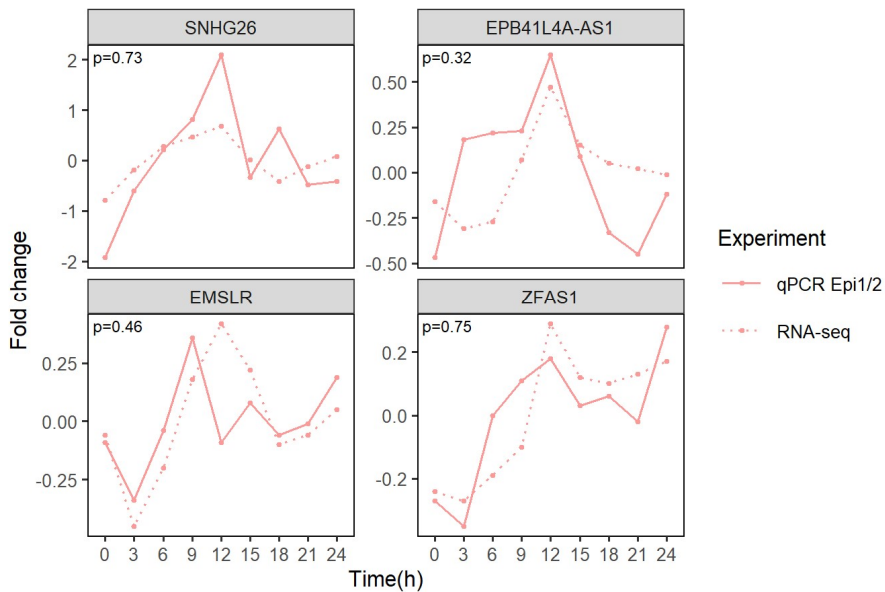 SNHG26
EPB41L4A-AS1
p=0.73
p=0.32
2
1
0
-1
-2
0.50
0.25
0.00
-0.25
-0.50
Fold change
EMSLR
ZFAS1
p=0.46
p=0.75
0.25
0.00
-0.25
0.2
0.0
-0.2
0 3 6 9 12 15 18 21 24
0 3 6 9 12 15 18 21 24
Time(h)
Experiment
qPCR Epi1/2
RNA-seq